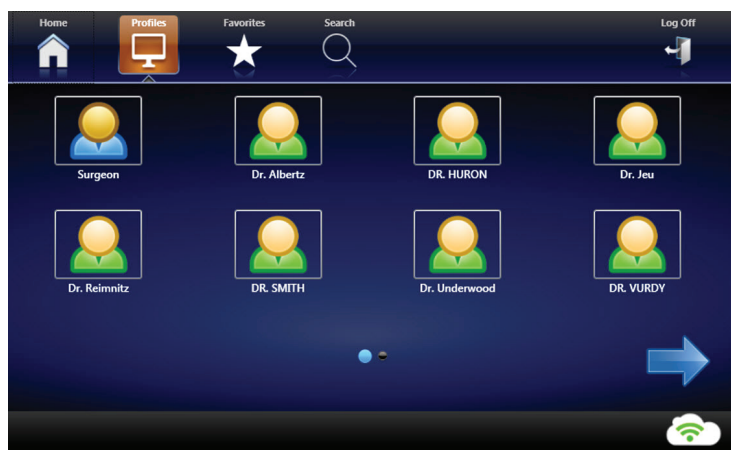 Home
Profiles
Favorites
Search
Log Off
Surgeon
Dr. Albertz
DR. HURON
Dr. Jeu
Dr. Reimnitz
DR. SMITH
Dr. Underwood
DR. VURDY